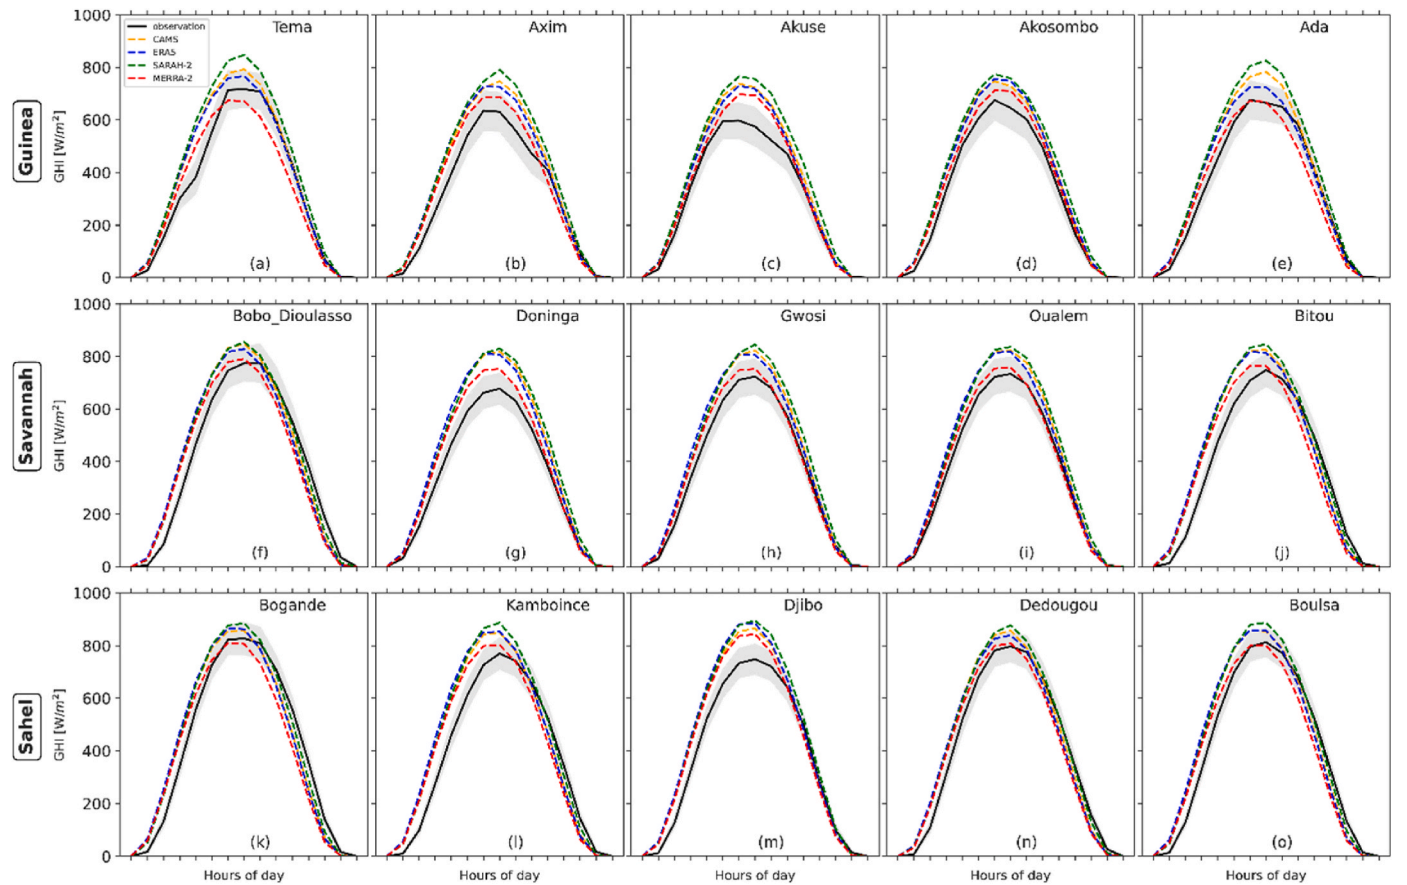 Tema
Axim
Akuse
Akosombo
Ada
observation
CAMS
ERA5
SARAH-2
MERRA-2
1000
800
600
400
200
0
Guinea
GHI [W/m²]
(a)
(b)
(c)
(d)
(e)
Bobo_Dioulasso
Doninga
Gwosi
Oualem
Bitou
1000
800
600
400
200
0
Savannah
GHI [W/m²]
(f)
(g)
(h)
(i)
(j)
Bogande
Kamboince
Djibo
Dedougou
Boulsa
1000
800
600
400
200
0
Sahel
GHI [W/m²]
(k)
(l)
(m)
(n)
(o)
Hours of day
Hours of day
Hours of day
Hours of day
Hours of day